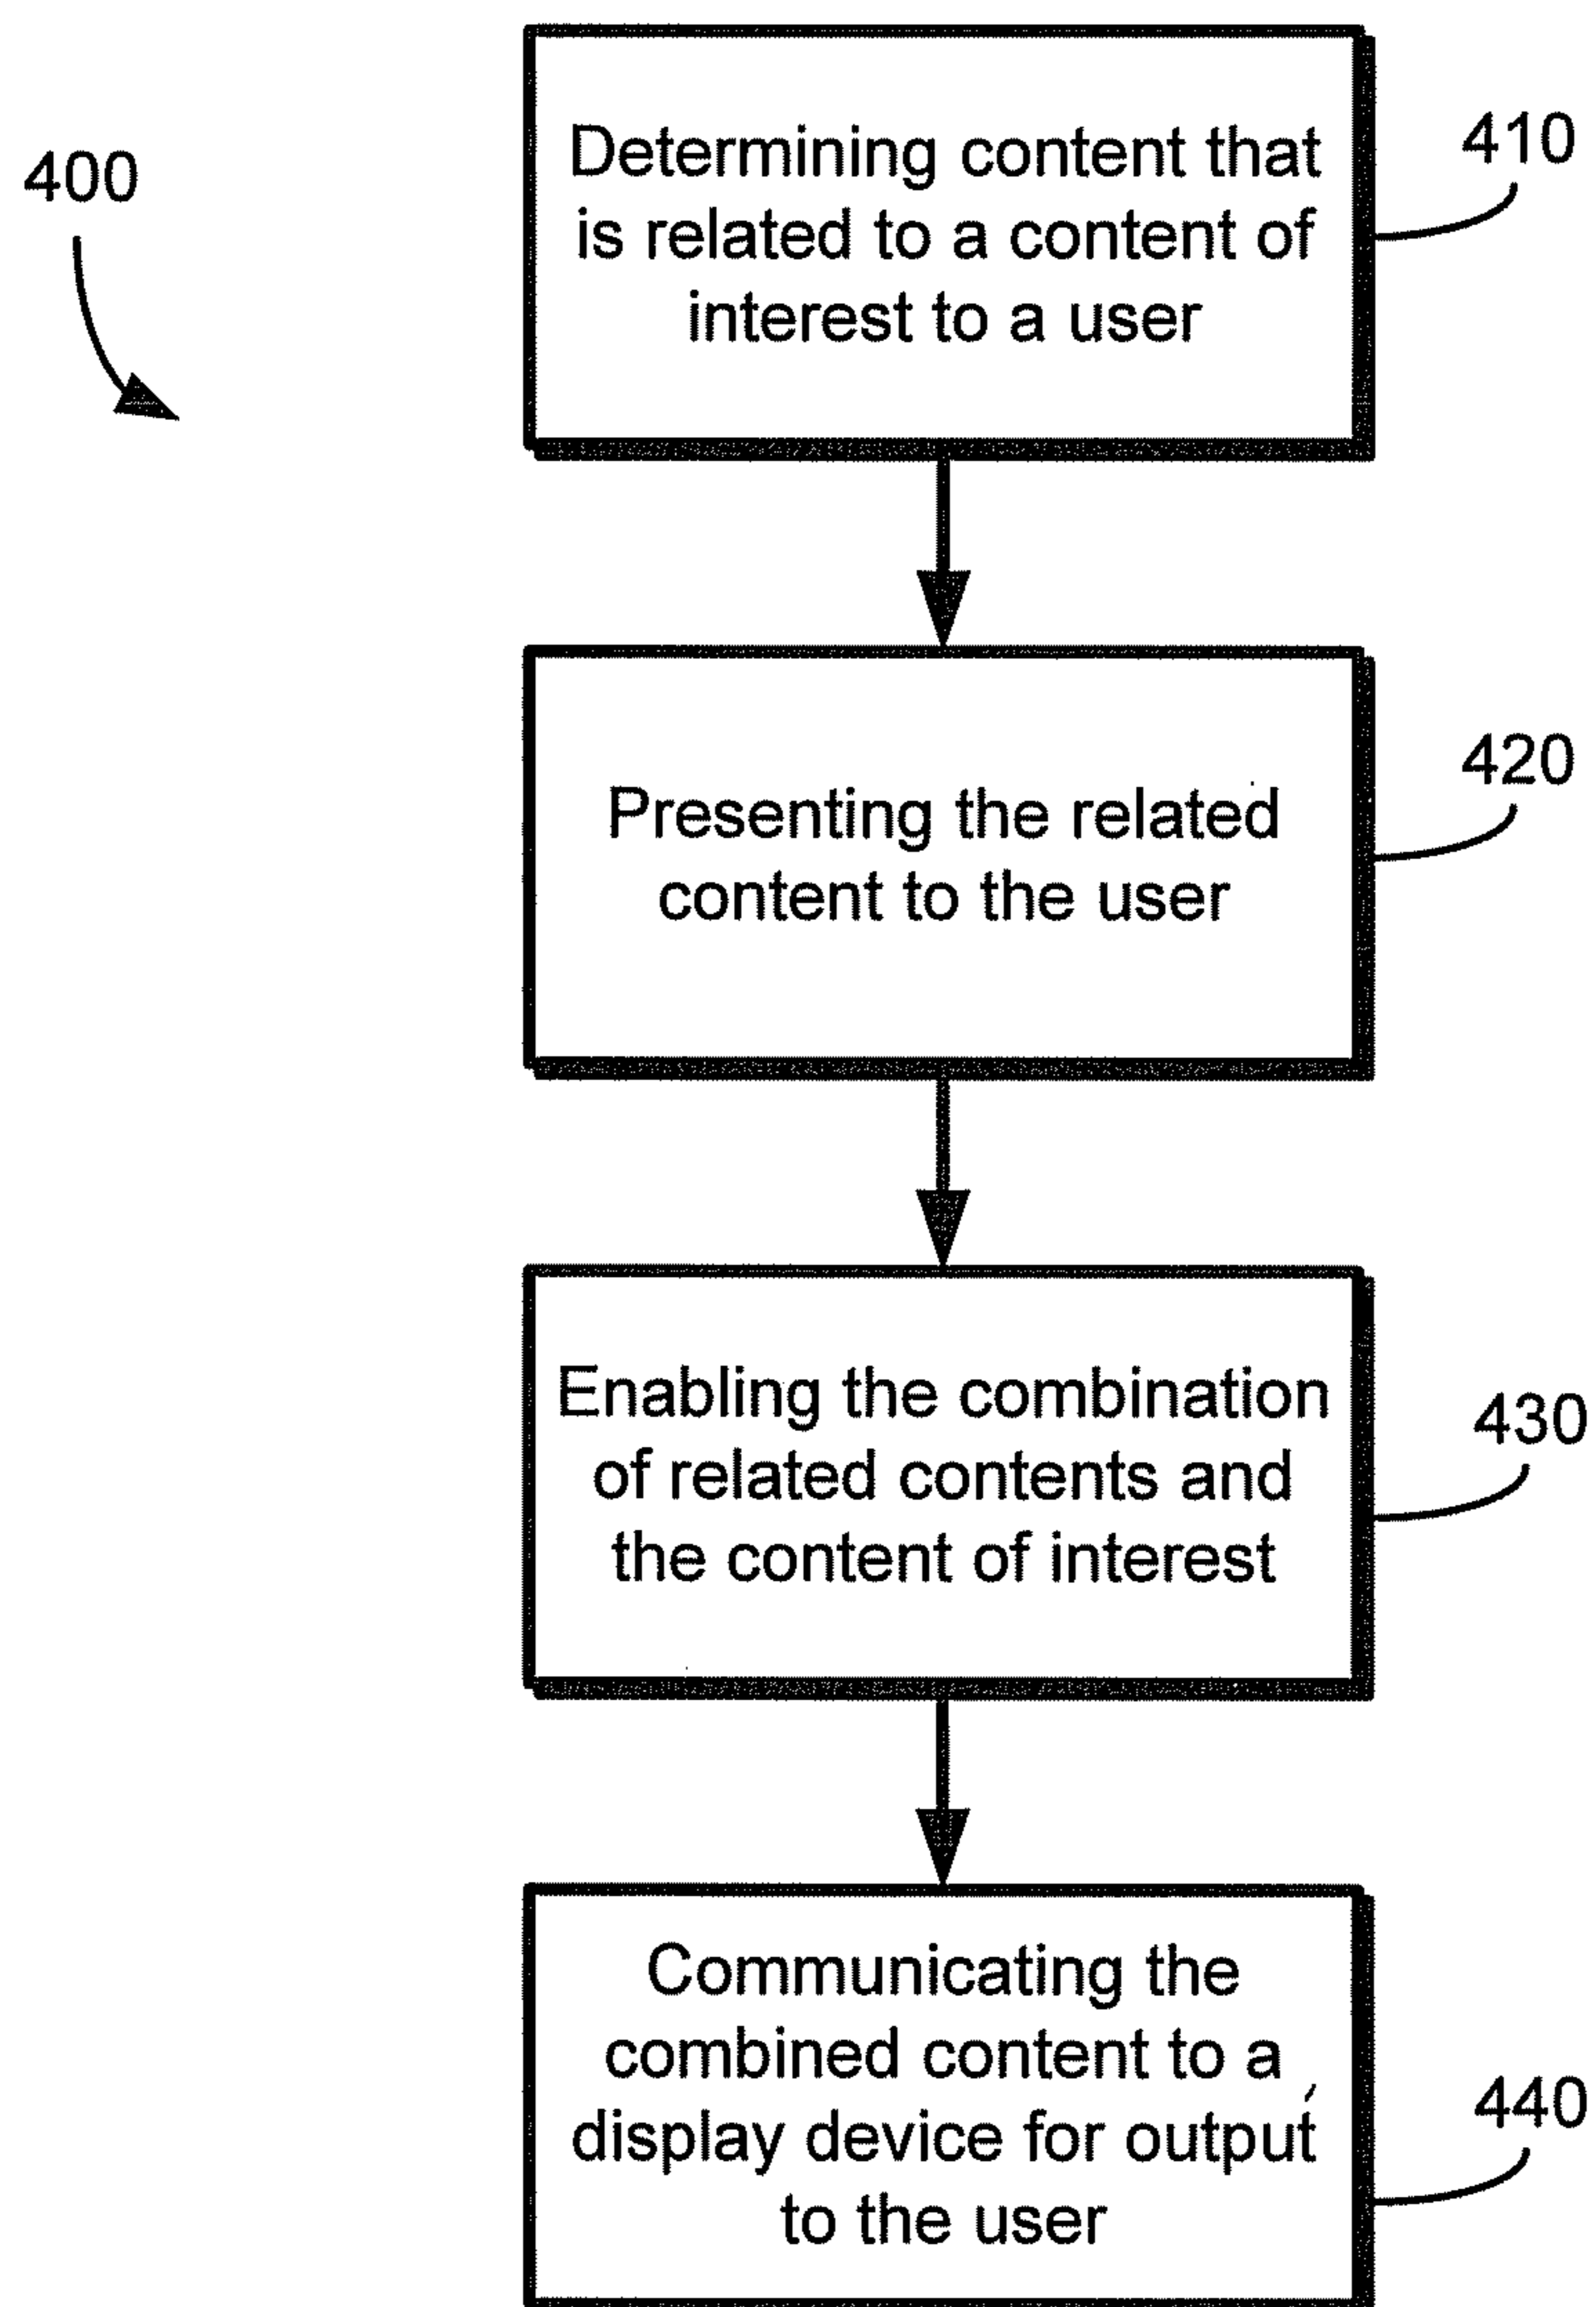 400
Determining content that
is related to a content of
interest to a user
410
Presenting the related
content to the user
420
Enabling the combination
of related contents and
the content of interest
430
Communicating the
combined content to a
display device for output
to the user
440